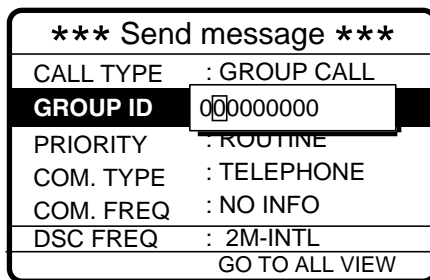 *** Send message ***
CALL TYPE : GROUP CALL
GROUP ID 000000000
PRIORITY : ROUTINE
COM. TYPE : TELEPHONE
COM. FREQ : NO INFO
DSC FREQ : 2M-INTL
GO TO ALL VIEW